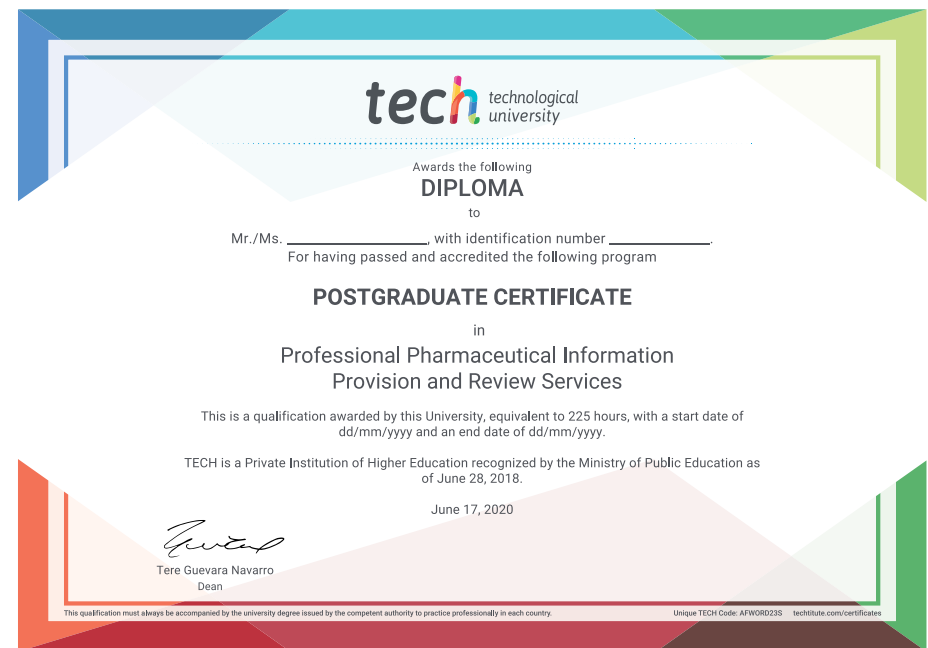 tech technological
university
Awards the following
DIPLOMA
to
Mr./Ms. ____________, with identification number ____________.
For having passed and accredited the following program
POSTGRADUATE CERTIFICATE
in
Professional Pharmaceutical Information
Provision and Review Services
This is a qualification awarded by this University, equivalent to 225 hours, with a start date of
dd/mm/yyyy and an end date of dd/mm/yyyy.
TECH is a Private Institution of Higher Education recognized by the Ministry of Public Education as
of June 28, 2018.
June 17, 2020
Tere Guevara Navarro
Dean
This qualification must always be accompanied by the university degree issued by the competent authority to practice professionally in each country.
Unique TECH Code: AFWORD23S techtitute.com/certificates